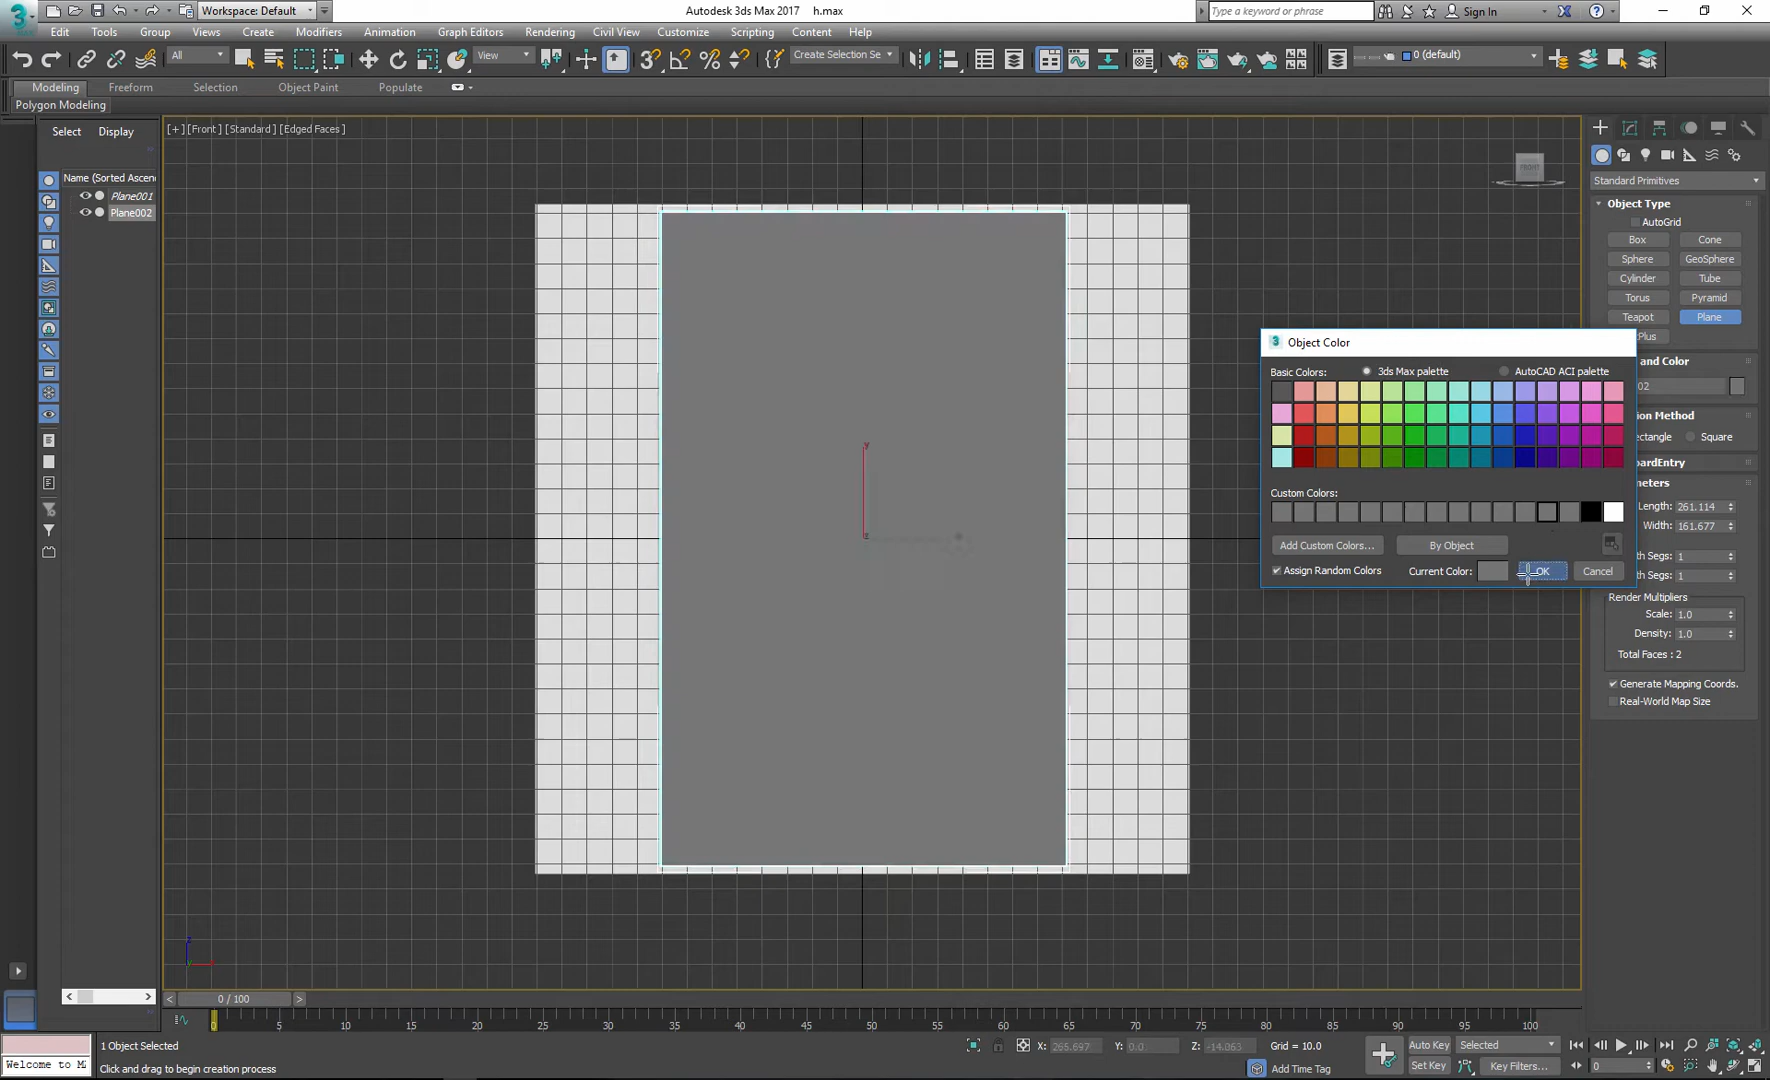 Workspace: Default
Autodesk 3ds Max 2017 h.max
Type a keyword or phrase
Sign In
Edit Tools Group Views Create Modifiers Animation Graph Editors Rendering Civil View Customize Scripting Content Help
All
View
Create Selection Se
0 (default)
Modeling Freeform Selection Object Paint Populate
Polygon Modeling
Select Display
[+] [Front ] [Standard ] [Edged Faces ]
Name (Sorted Ascen
Plane001
Plane002
FRONT
Standard Primitives
Object Type
AutoGrid
Box Cone
Sphere GeoSphere
Cylinder Tube
Torus Pyramid
Teapot Plane
Plus
Object Color
Basic Colors: 3ds Max palette AutoCAD ACI palette
Custom Colors:
Add Custom Colors... By Object
Assign Random Colors Current Color: OK Cancel
and Color
02
ion Method
ectangle Square
oardEntry
meters
Length: 261.114
Width: 161.677
th Segs: 1
th Segs: 1
Render Multipliers
Scale: 1.0
Density: 1.0
Total Faces : 2
Generate Mapping Coords.
Real-World Map Size
y
z
z
y
0 / 100
0 5 10 15 20 25 30 35 40 45 50 55 60 65 70 75 80 85 90 95 100
1 Object Selected
X: 265.697 Y: 0.0 Z: -14.063 Grid = 10.0
Auto Key Selected
Welcome to M
Click and drag to begin creation process
Add Time Tag
Set Key Key Filters...
0